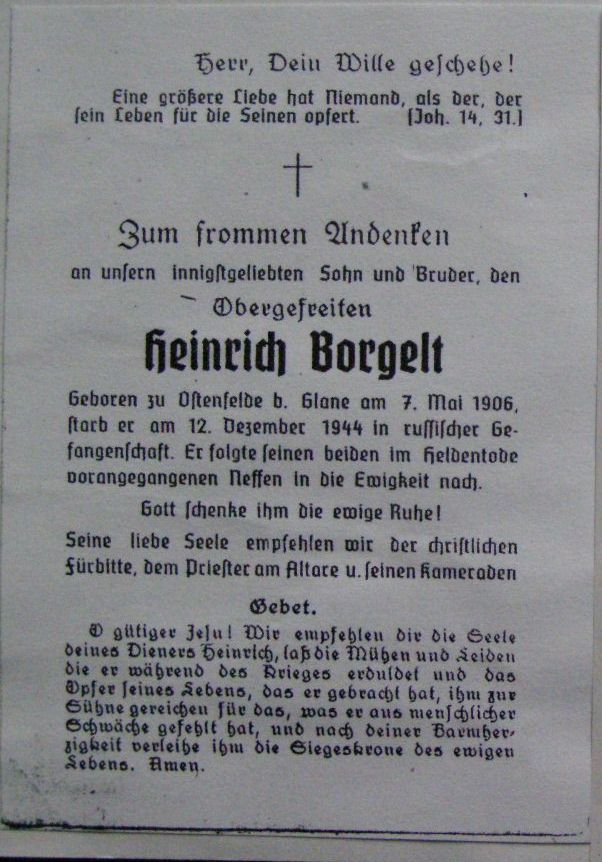 Herr, Dein Wille geschehe!
Eine größere Liebe hat Niemand, als der, der
sein Leben für die Seinen opfert. (Joh. 14, 31.)
Zum frommen Andenken
an unsern innigstgeliebten Sohn und Bruder, den
Obergefreiten
Heinrich Borgelt
Geboren zu Ostenfelde b. Glane am 7. Mai 1906,
starb er am 12. Dezember 1944 in russischer Ge-
fangenschaft. Er folgte seinen beiden im Heldentode
vorangegangenen Neffen in die Ewigkeit nach.
Gott schenke ihm die ewige Ruhe!
Seine liebe Seele empfehlen wir der christlichen
Fürbitte, dem Priester am Altare u. seinen Kameraden
Gebet.
O gütiger Jesu! Wir empfehlen dir die Seele
deines Dieners Heinrich, laß die Mühen und Leiden
die er während des Krieges erduldet und das
Opfer seines Lebens, das er gebracht hat, ihm zur
Sühne gereichen für das, was er aus menschlicher
Schwäche gefehlt hat, und nach deiner Barmher-
zigkeit verleihe ihm die Siegeskrone des ewigen
Lebens. Amen.